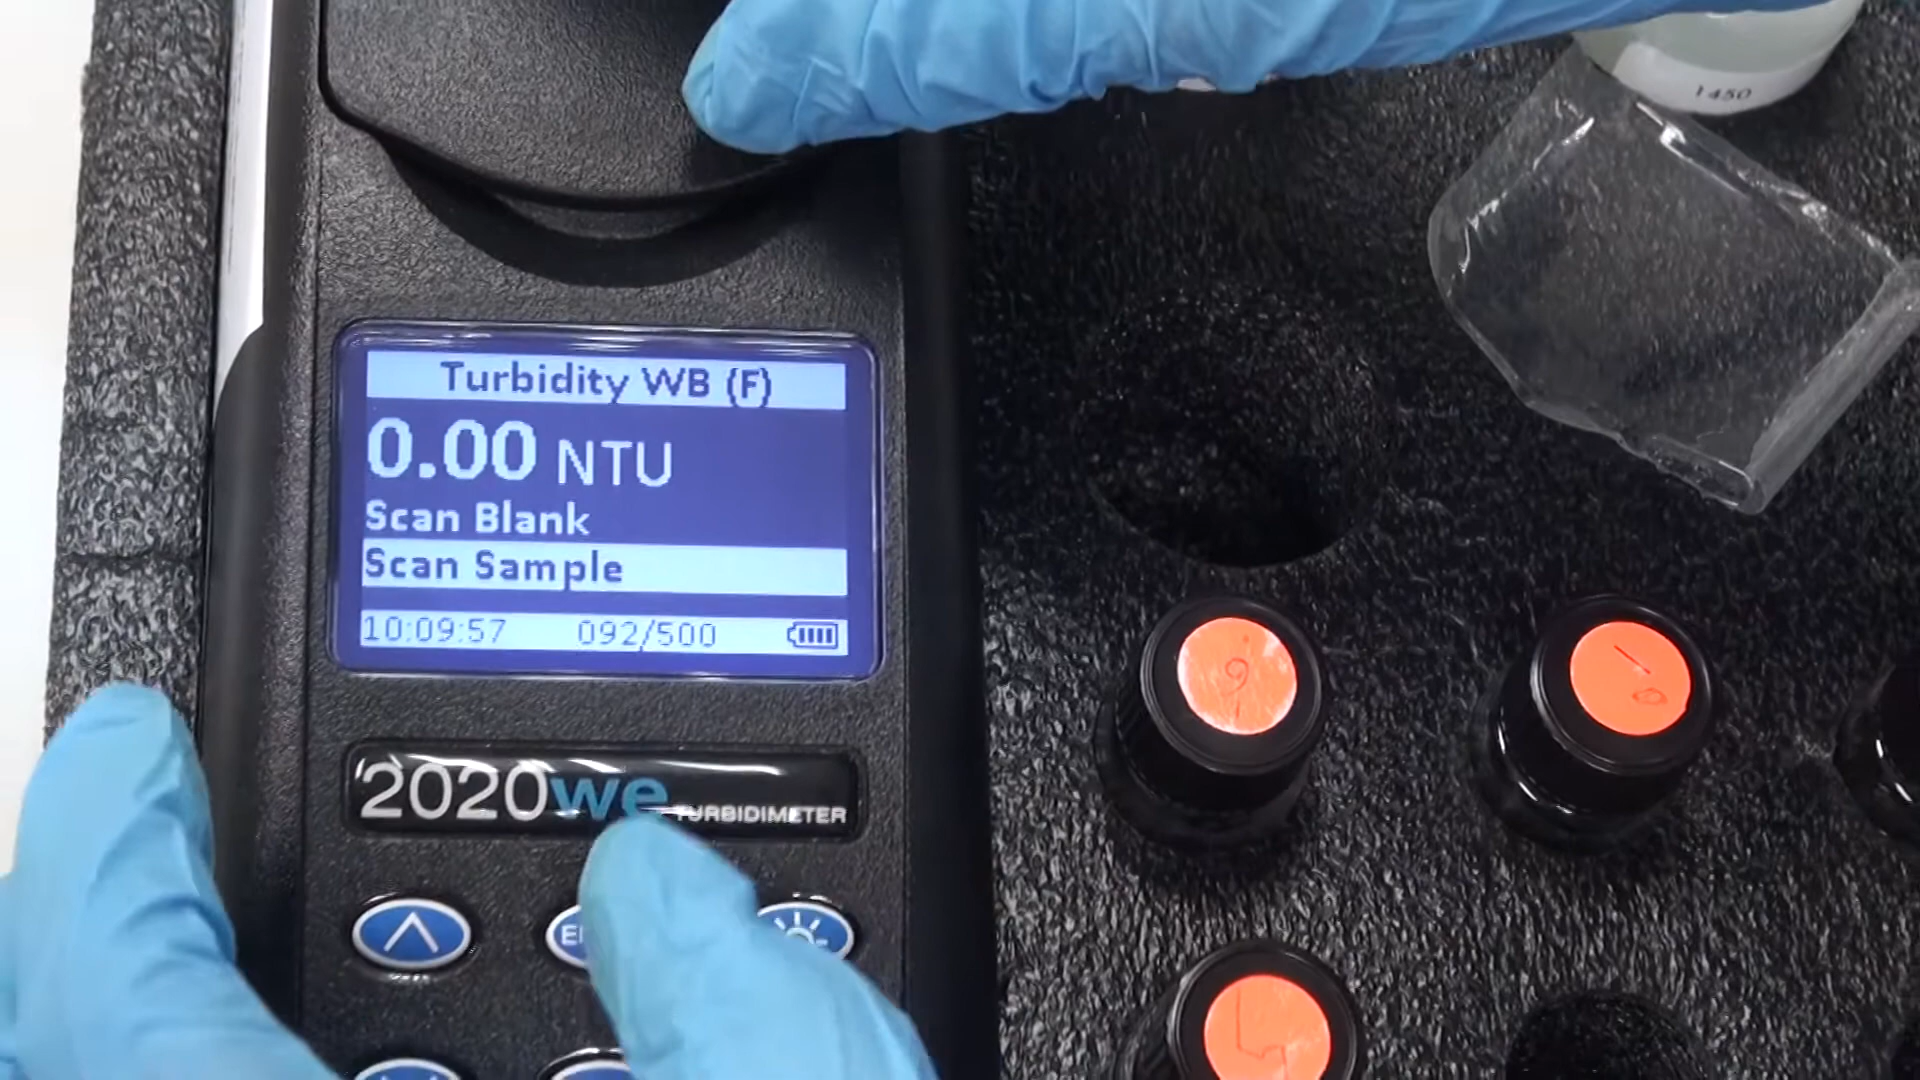 1450
Turbidity WB (F)
0.00 NTU
Scan Blank
Scan Sample
10:09:57 092/500
2020we TURBIDIMETER